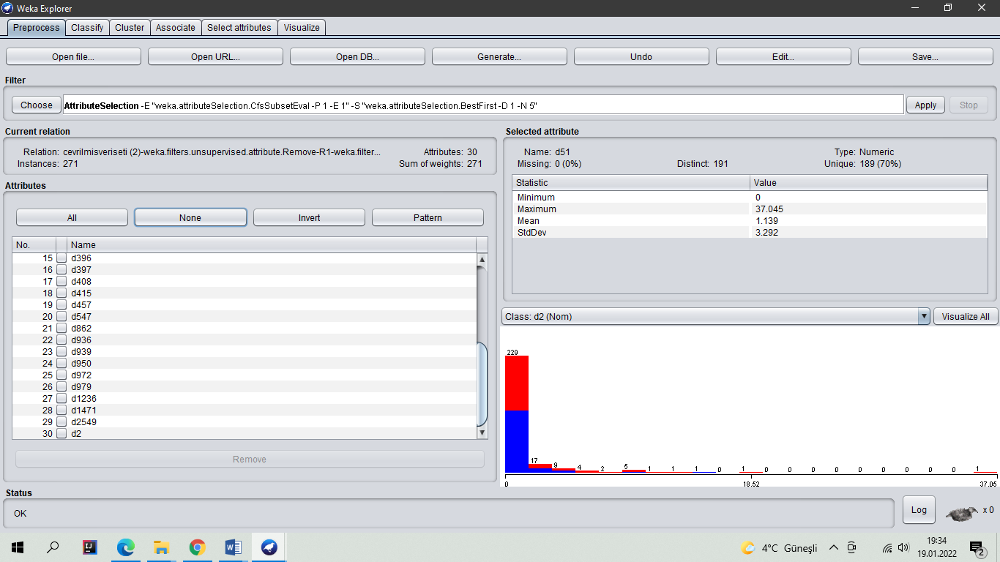 Weka Explorer
Preprocess Classify Cluster Associate Select attributes Visualize
Open file... Open URL... Open DB... Generate... Undo Edit... Save...
Filter
Choose AttributeSelection -E "weka.attributeSelection.CfsSubsetEval -P 1 -E 1" -S "weka.attributeSelection.BestFirst -D 1 -N 5" Apply Stop
Current relation
Relation: cevrilmisveriseti (2)-weka.filters.unsupervised.attribute.Remove-R1-weka.filter... Attributes: 30
Instances: 271 Sum of weights: 271
Attributes
All None Invert Pattern
No. Name
15 d396
16 d397
17 d408
18 d415
19 d457
20 d547
21 d862
22 d936
23 d939
24 d950
25 d972
26 d979
27 d1236
28 d1471
29 d2549
30 d2
Remove
Selected attribute
Name: d51 Type: Numeric
Missing: 0 (0%) Distinct: 191 Unique: 189 (70%)
Statistic Value
Minimum 0
Maximum 37.045
Mean 1.139
StdDev 3.292
Class: d2 (Nom) Visualize All
229
17 9 4 2 5 1 1 1 0 1 0 0 0 0 0 0 0 0 0 1
0 18.52 37.05
Status
OK
Log x 0
4°C Güneşli
19:34
19.01.2022
2